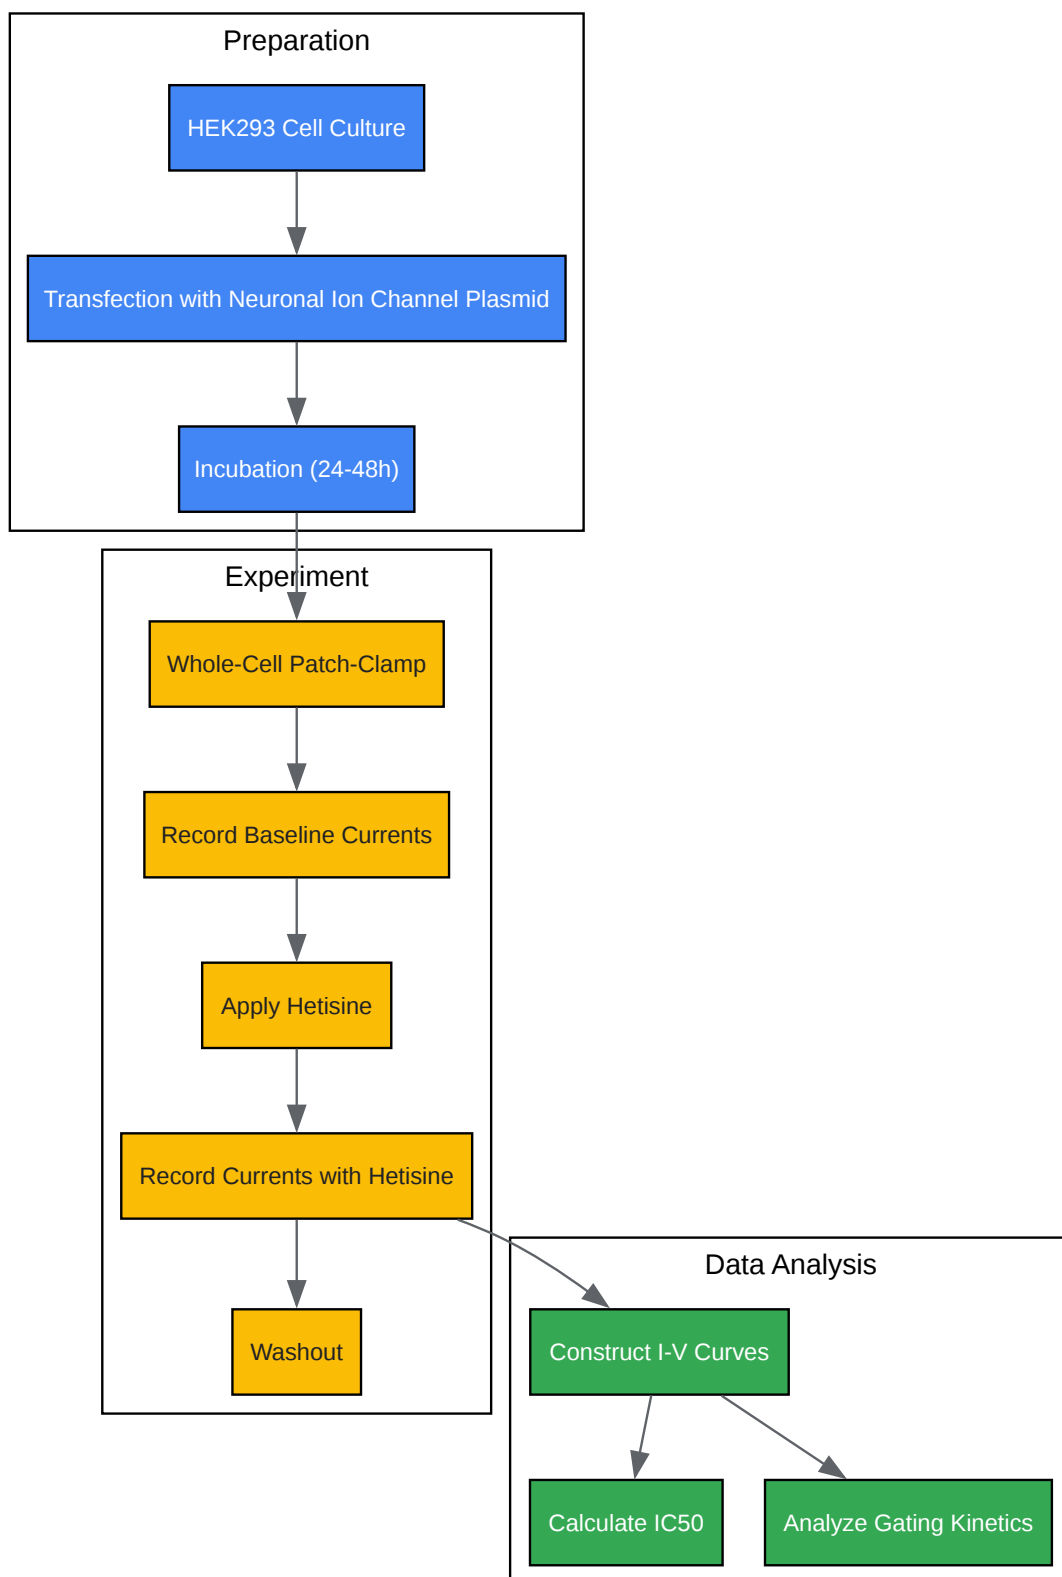 Preparation
HEK293 Cell Culture
Transfection with Neuronal Ion Channel Plasmid
Incubation (24-48h)
Experiment
Whole-Cell Patch-Clamp
Record Baseline Currents
Apply Hetisine
Record Currents with Hetisine
Washout
Data Analysis
Construct I-V Curves
Calculate IC50
Analyze Gating Kinetics